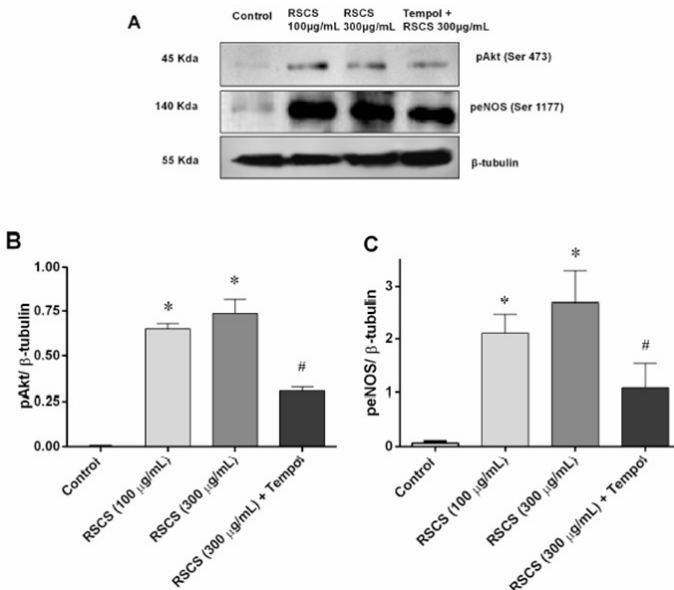 A
Control
RSCS
100µg/mL
RSCS
300µg/mL
Tempol +
RSCS 300µg/mL
45 Kda
pAkt (Ser 473)
140 KDa
peNOS (Ser 1177)
55 Kda
β-tubulin
B
pAkt/ β-tubulin
1.00
0.75
0.50
0.25
0.00
*
*
#
Control
RSCS (100 µg/mL)
RSCS (300 µg/mL)
RSCS (300 µg/mL) + Tempol
C
peNOS/ β-tubulin
3
2
1
0
*
*
#
Control
RSCS (100 µg/mL)
RSCS (300 µg/mL)
RSCS (300 µg/mL) + Tempol